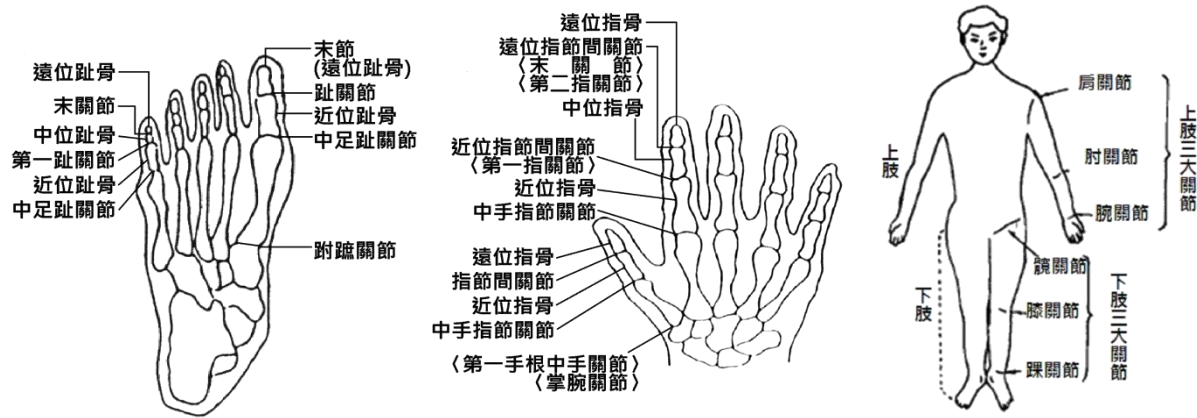 遠位趾骨
末關節
中位趾骨
第一趾關節
近位趾骨
中足趾關節
末節
(遠位趾骨)
趾關節
近位趾骨
中足趾關節
跗蹠關節
遠位指骨
遠位指節間關節
〈末關節〉
〈第二指關節〉
中位指骨
近位指節間關節
〈第一指關節〉
近位指骨
中手指節關節
遠位指骨
指節間關節
近位指骨
中手指節關節
〈第一手根中手關節〉
〈掌腕關節〉
上肢
下肢
肩關節
肘關節
腕關節
上肢三大關節
髖關節
膝關節
踝關節
下肢三大關節